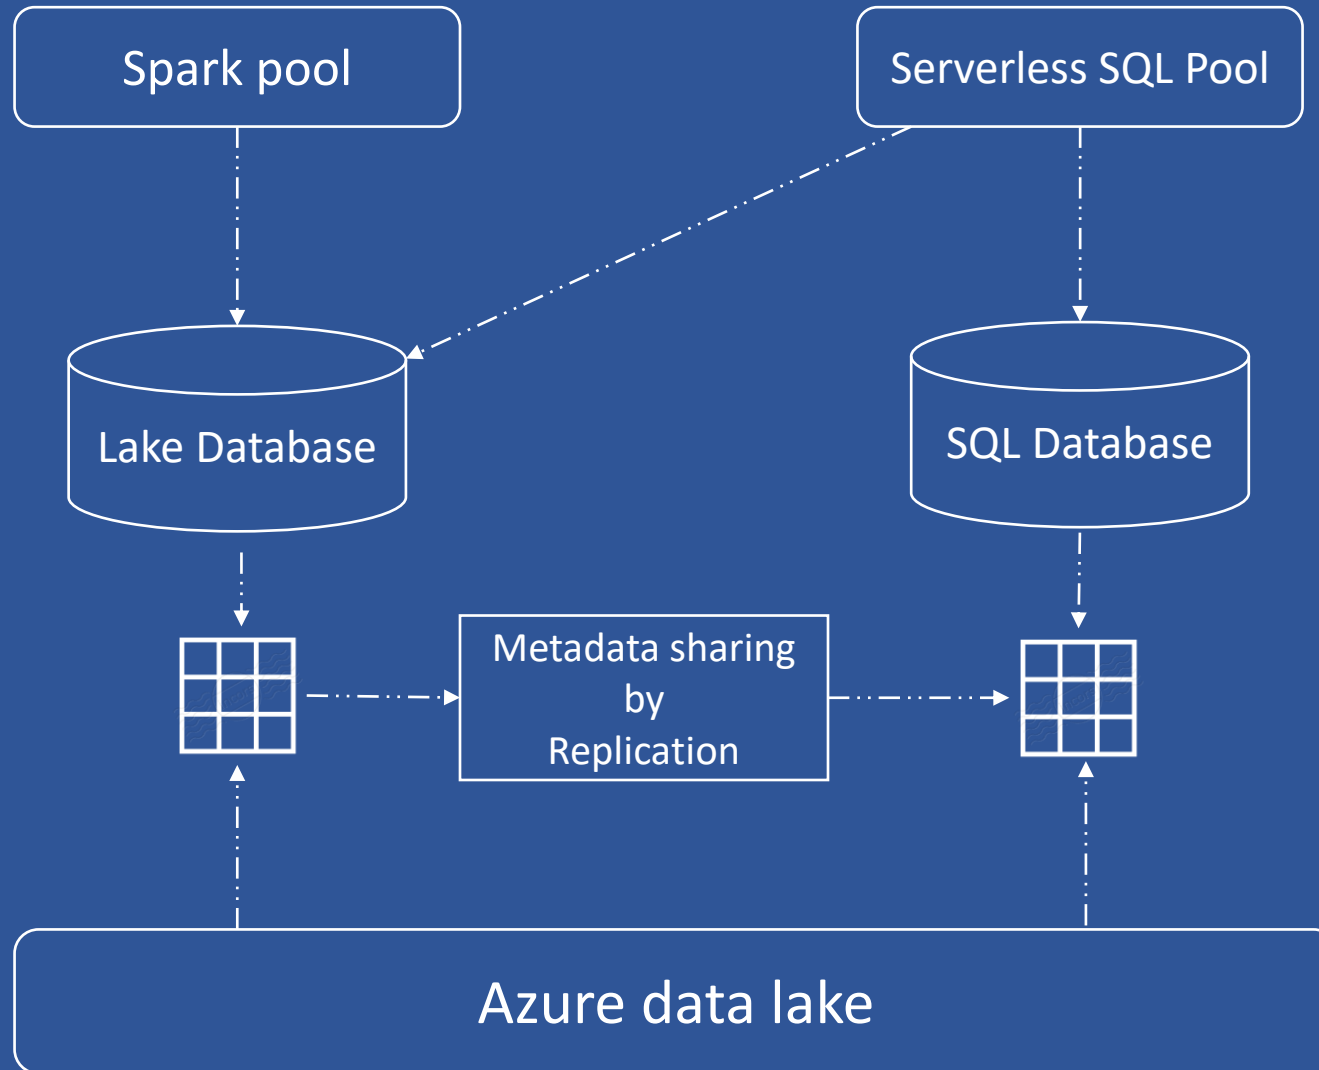 Spark pool
Serverless SQL Pool
Lake Database
SQL Database
Metadata sharing
by
Replication
Azure data lake